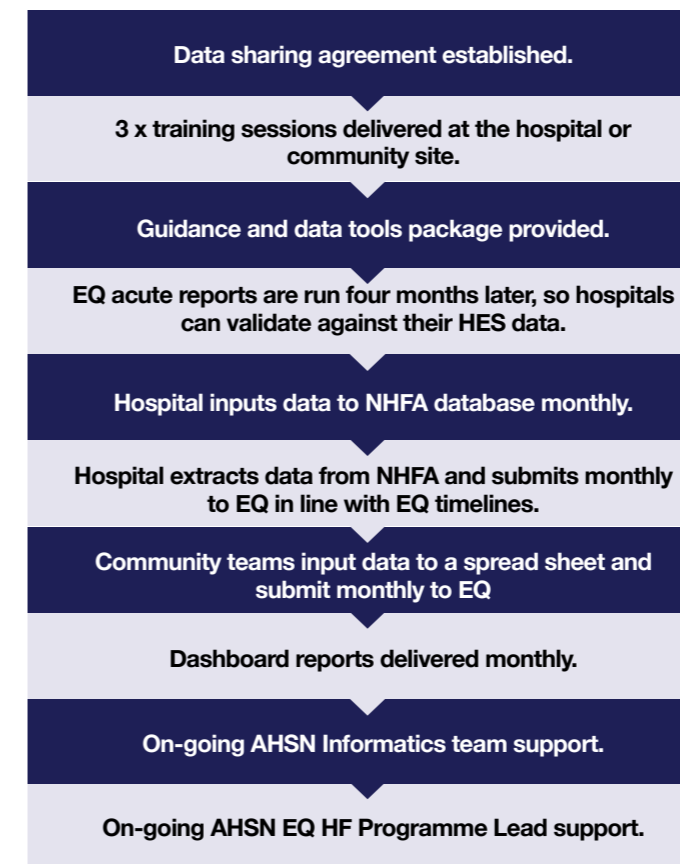 Data sharing agreement established.
3 x training sessions delivered at the hospital or
community site.
Guidance and data tools package provided.
EQ acute reports are run four months later, so hospitals
can validate against their HES data.
Hospital inputs data to NHFA database monthly.
Hospital extracts data from NHFA and submits monthly
to EQ in line with EQ timelines.
Community teams input data to a spread sheet and
submit monthly to EQ
Dashboard reports delivered monthly.
On-going AHSN Informatics team support.
On-going AHSN EQ HF Programme Lead support.